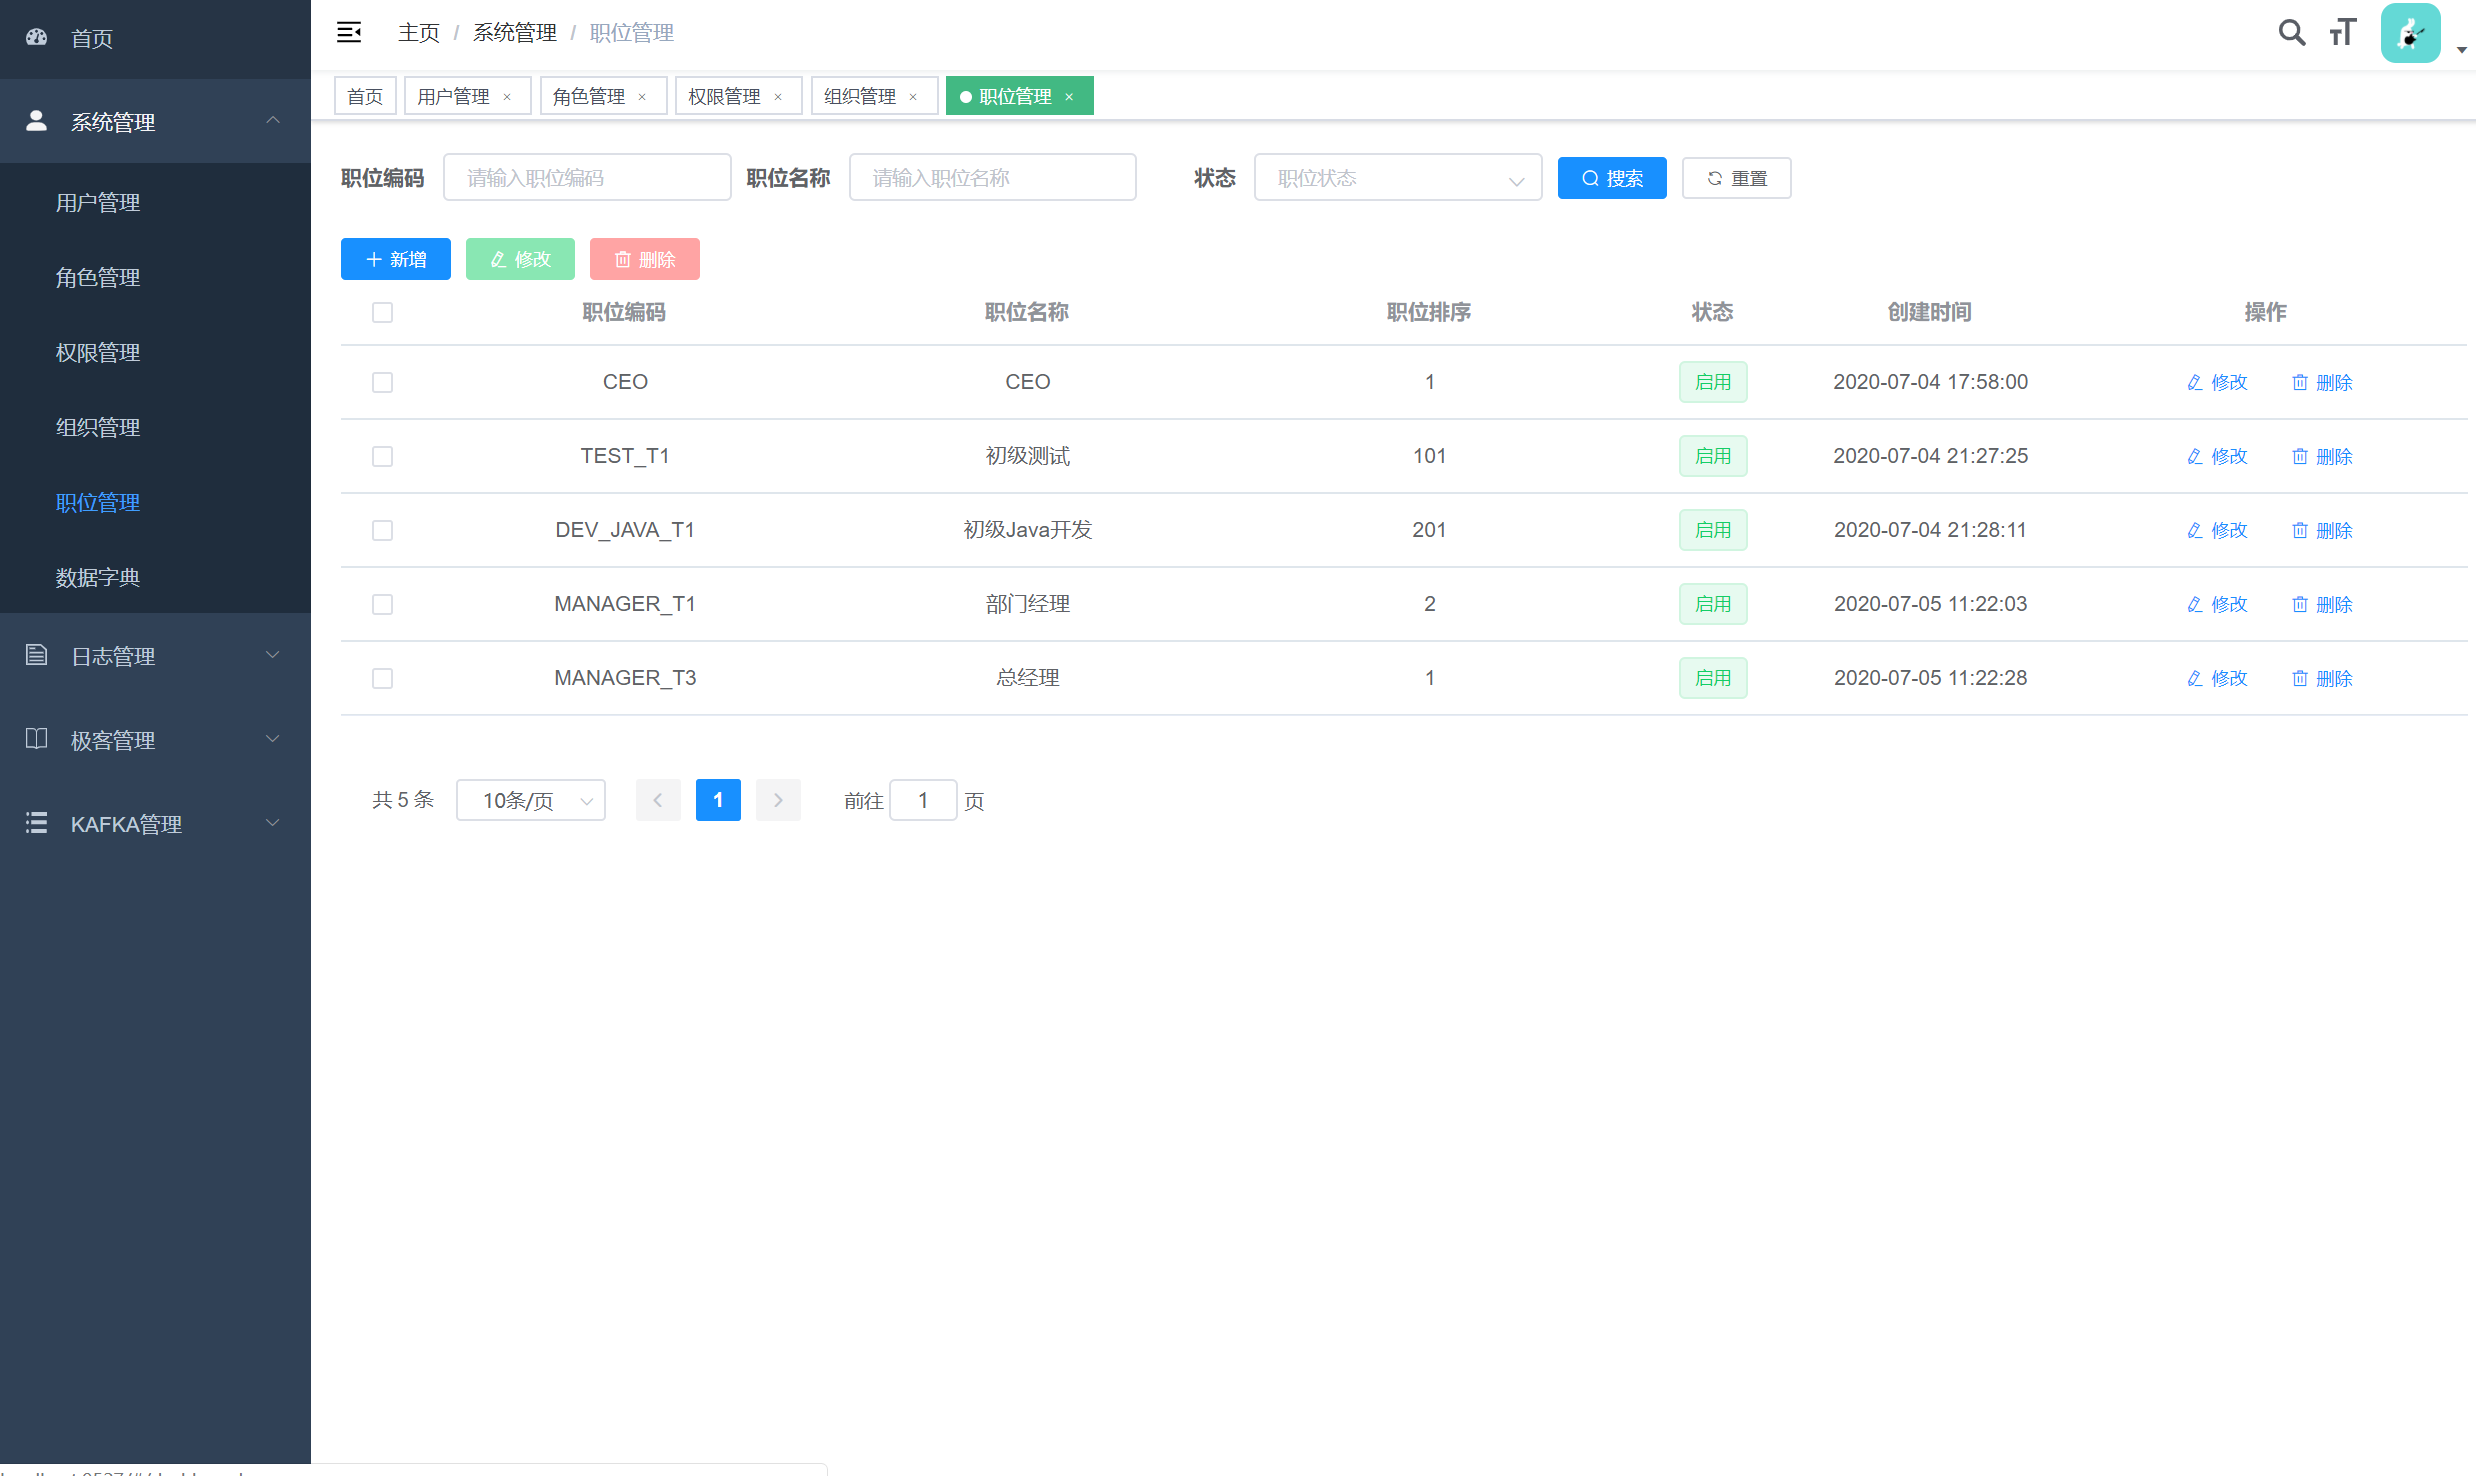 首页
系统管理
用户管理
角色管理
权限管理
组织管理
职位管理
数据字典
日志管理
极客管理
KAFKA管理
主页 / 系统管理 / 职位管理
首页 用户管理 × 角色管理 × 权限管理 × 组织管理 × 职位管理 ×
职位编码 请输入职位编码 职位名称 请输入职位名称 状态 职位状态 搜索 重置
新增 修改 删除
职位编码 职位名称 职位排序 状态 创建时间 操作
CEO CEO 1 启用 2020-07-04 17:58:00 修改 删除
TEST_T1 初级测试 101 启用 2020-07-04 21:27:25 修改 删除
DEV_JAVA_T1 初级Java开发 201 启用 2020-07-04 21:28:11 修改 删除
MANAGER_T1 部门经理 2 启用 2020-07-05 11:22:03 修改 删除
MANAGER_T3 总经理 1 启用 2020-07-05 11:22:28 修改 删除
共 5 条 10条/页 1 前往 1 页